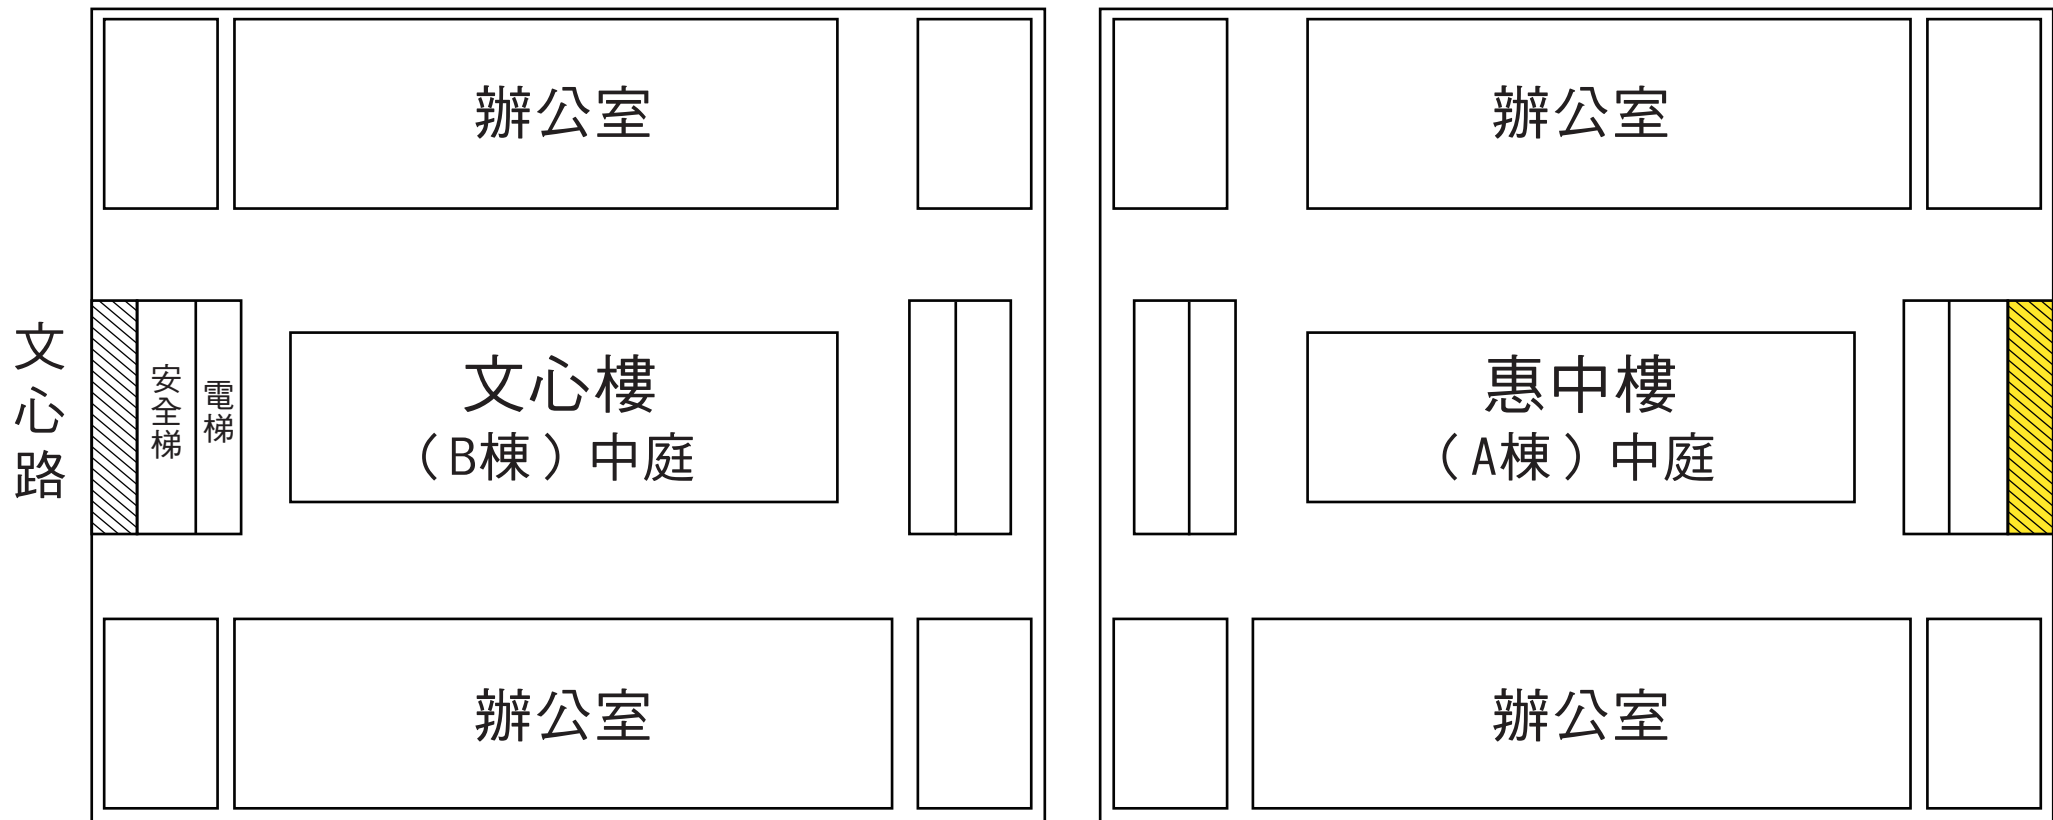 辦公室
辦公室
文心路
安全梯
電梯
文心樓
（B棟）中庭
惠中樓
（A棟）中庭
辦公室
辦公室